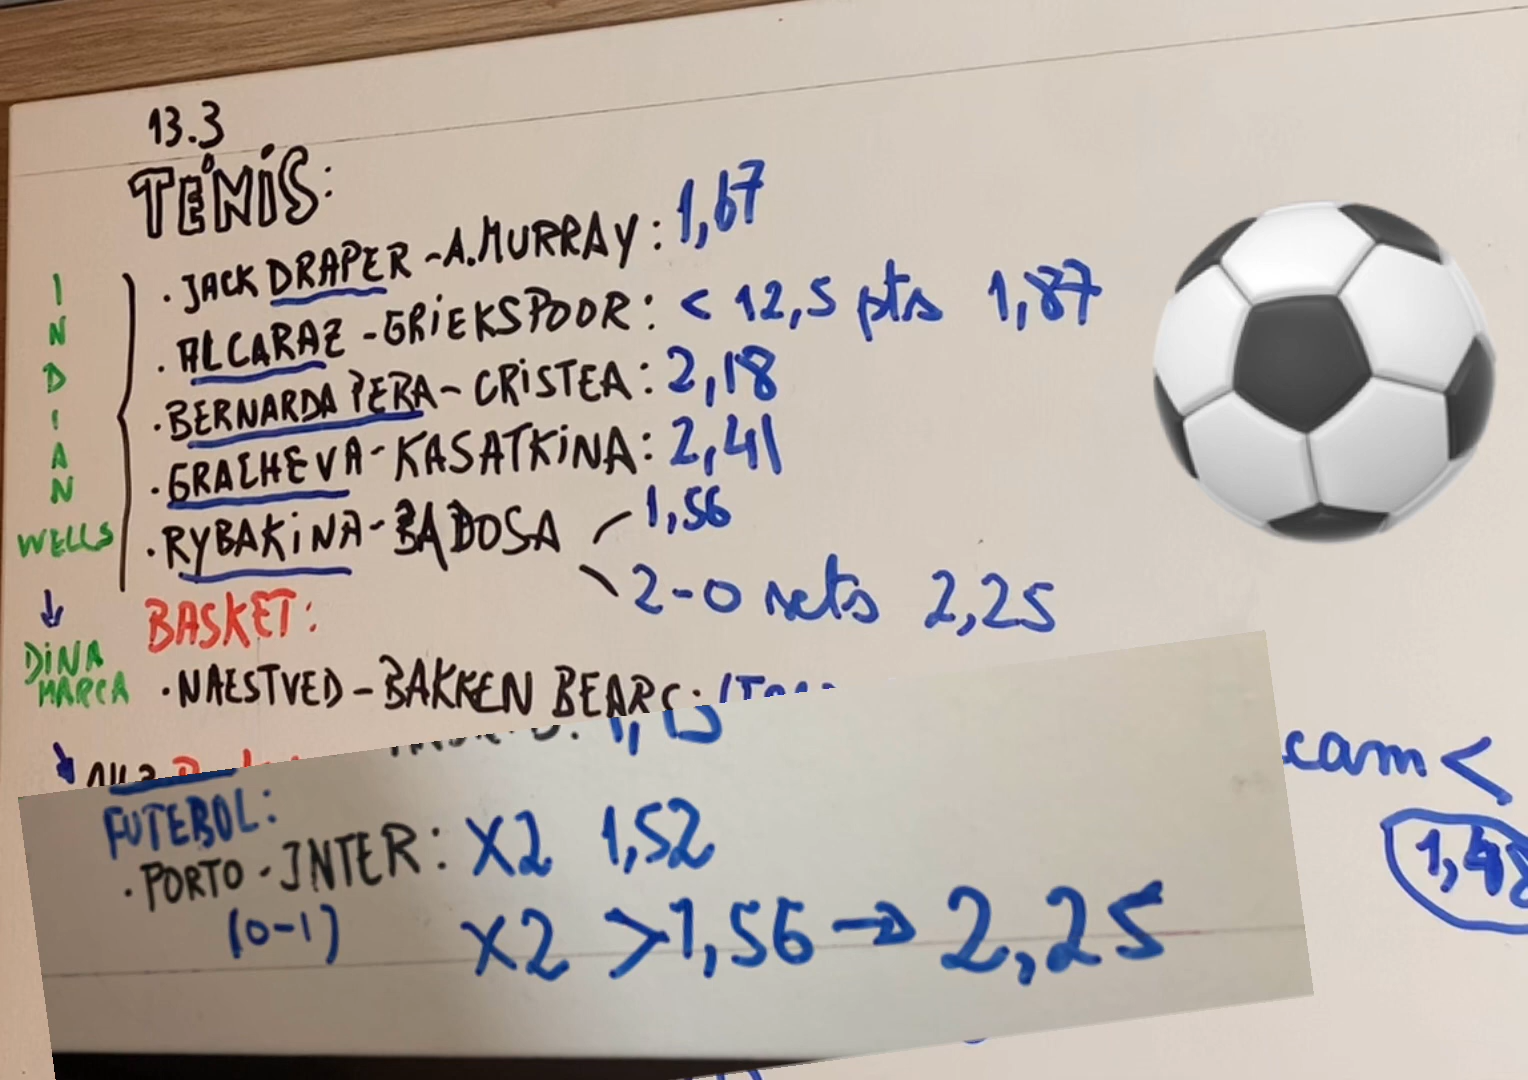 13.3
TÉNIS:
INDIAN
WELLS
· JACK DRAPER - A.MURRAY: 1,67
· ALCARAZ - GRIEKSPOOR: < 12,5 pts 1,87
· BERNARDA PERA - CRISTEA: 2,18
· GRACHEVA - KASATKINA: 2,41
· RYBAKINA - BADOSA 1,56
2-0 sets 2,25
BASKET:
DINA
MARCA
· NAESTVED - BAKKEN BEARS:
cam <
FUTEBOL:
· PORTO - INTER: X2 1,52
(0-1) X2 >1,56 → 2,25